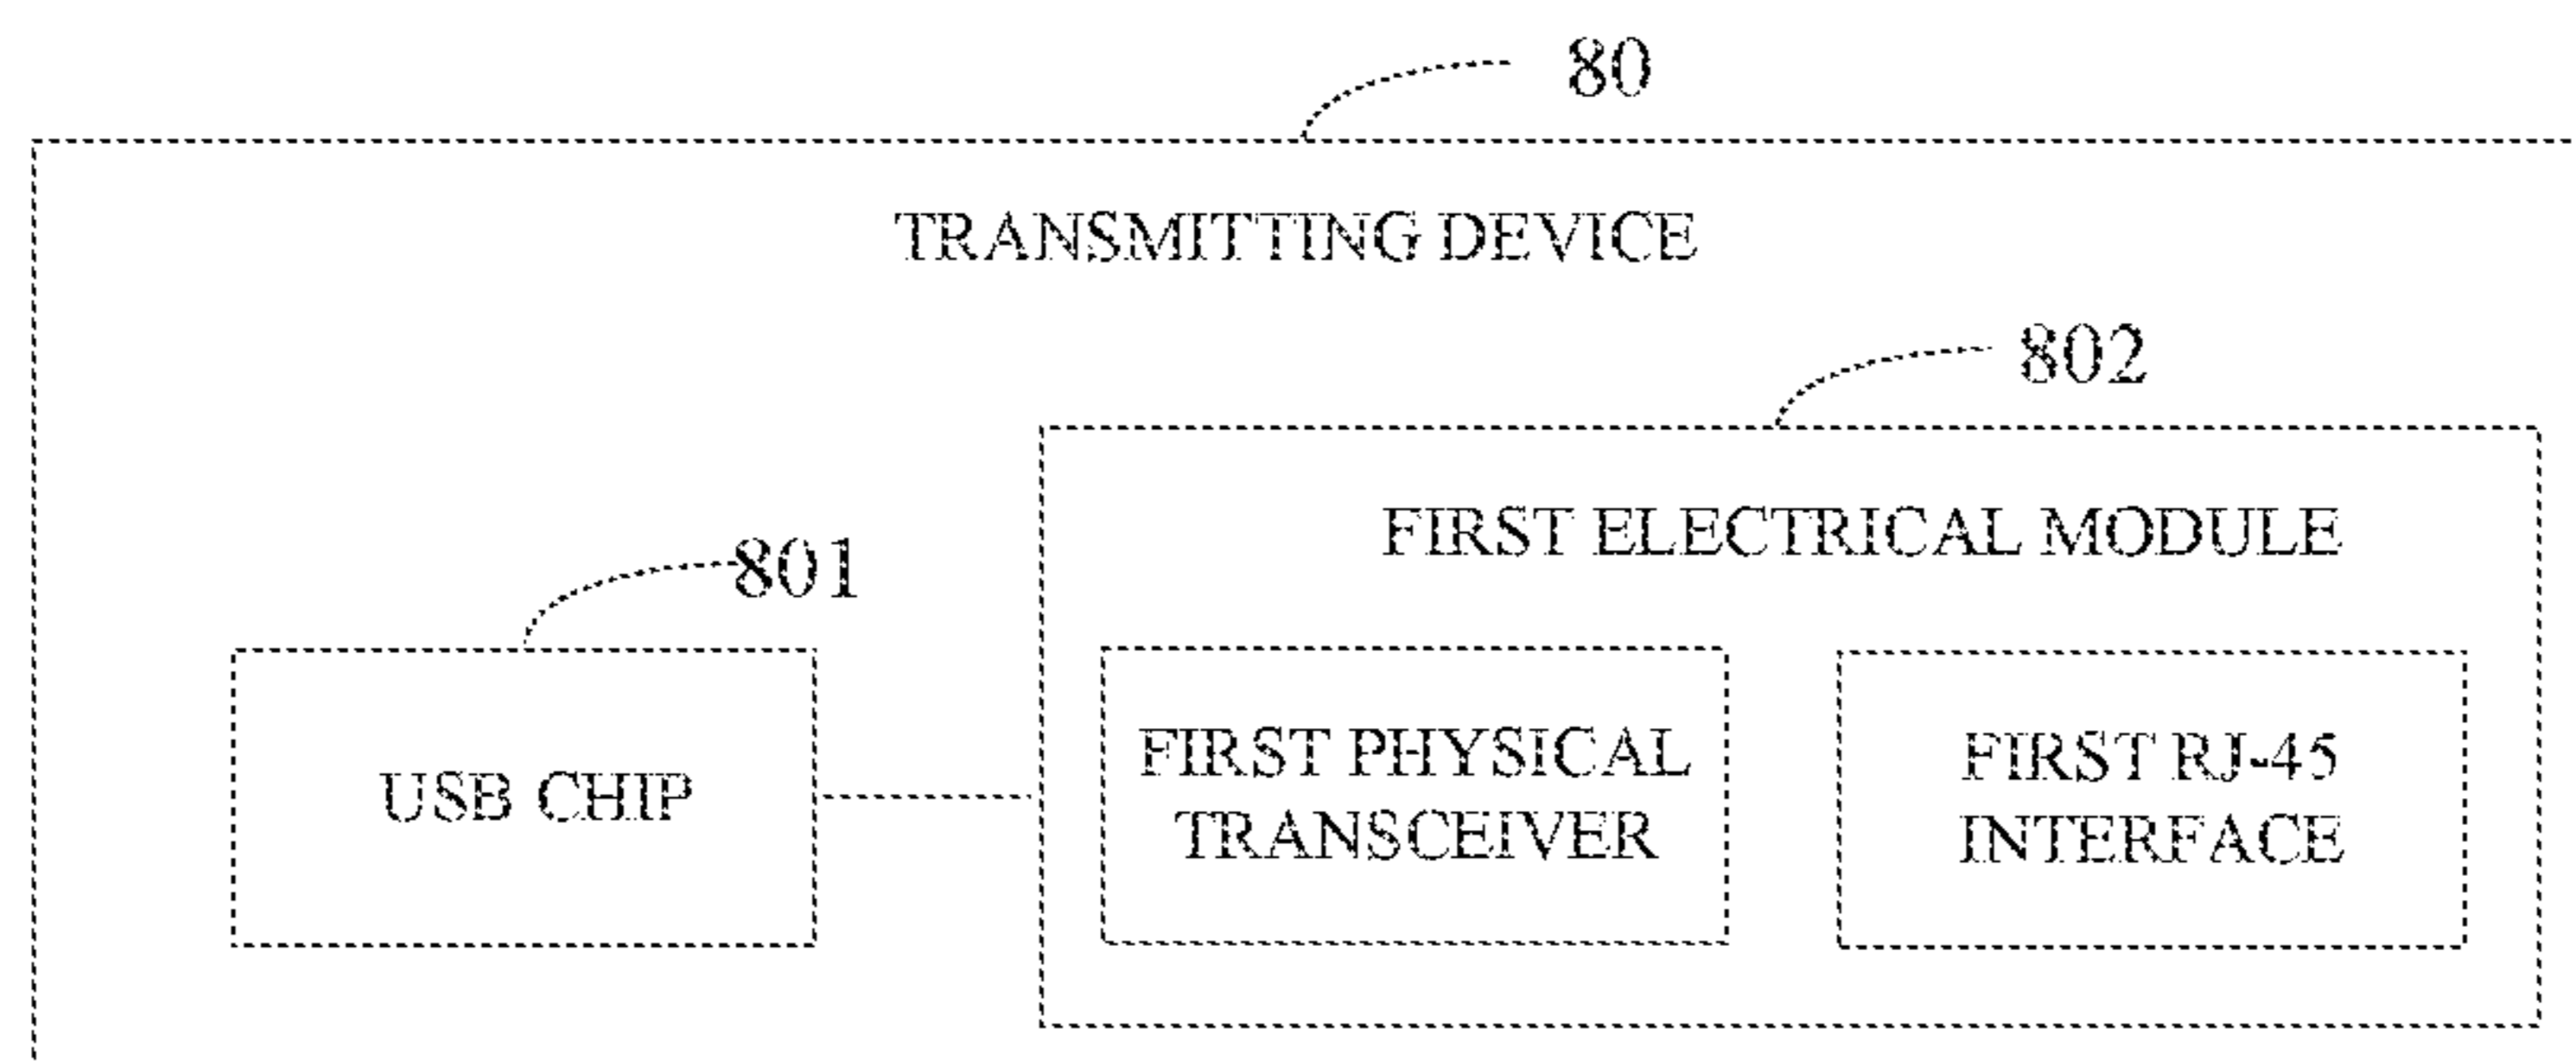 80
TRANSMITTING DEVICE
802
FIRST ELECTRICAL MODULE
801
USB CHIP
FIRST PHYSICAL
TRANSCEIVER
FIRST RJ-45
INTERFACE